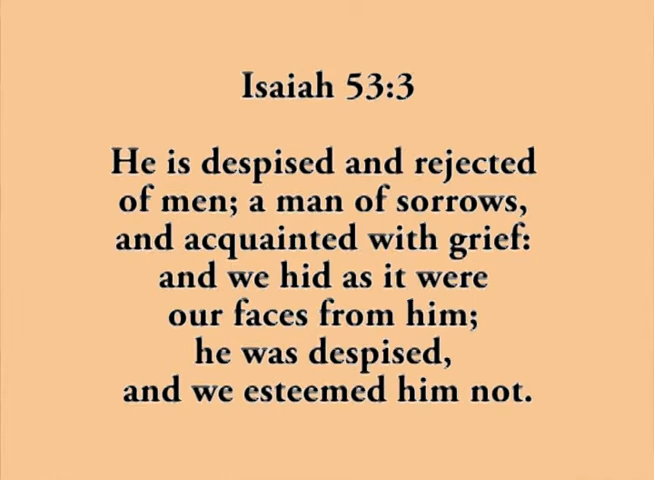 Isaiah 53:3
He is despised and rejected
of men; a man of sorrows,
and acquainted with grief:
and we hid as it were
our faces from him;
he was despised,
and we esteemed him not.